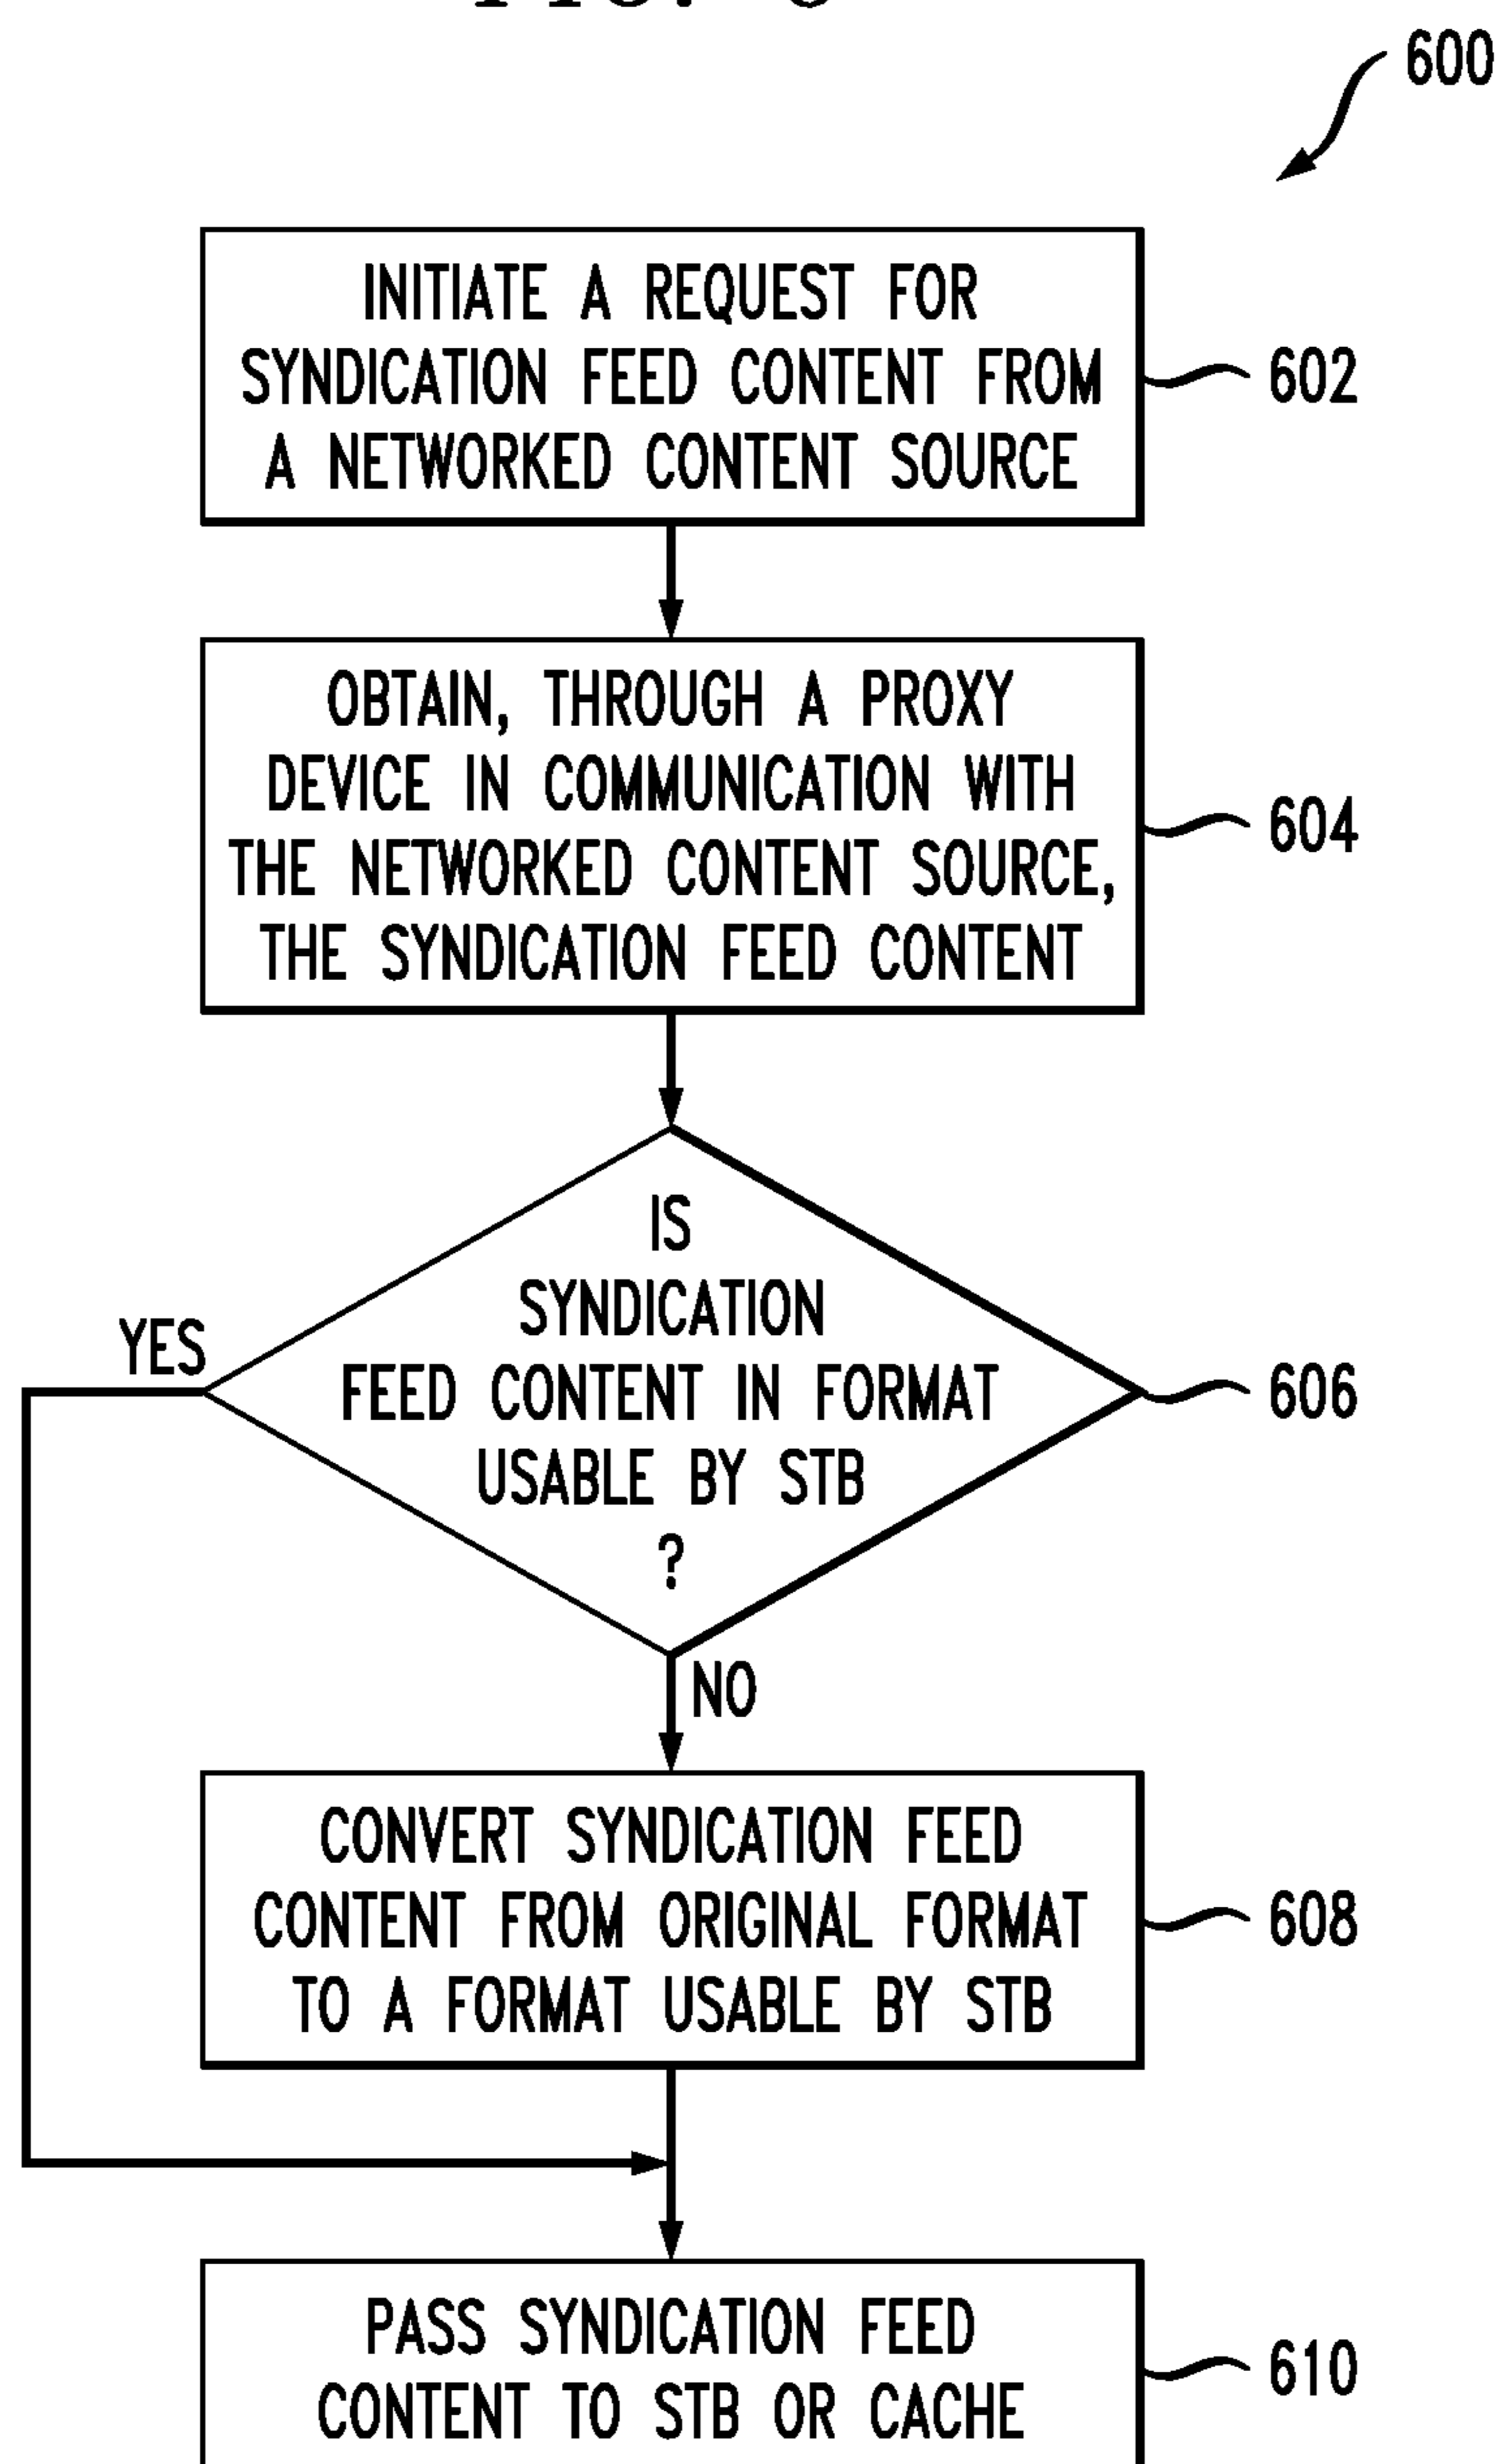 600
INITIATE A REQUEST FOR
SYNDICATION FEED CONTENT FROM
A NETWORKED CONTENT SOURCE
602
OBTAIN, THROUGH A PROXY
DEVICE IN COMMUNICATION WITH
THE NETWORKED CONTENT SOURCE,
THE SYNDICATION FEED CONTENT
604
IS
SYNDICATION
FEED CONTENT IN FORMAT
USABLE BY STB
?
606
YES
NO
CONVERT SYNDICATION FEED
CONTENT FROM ORIGINAL FORMAT
TO A FORMAT USABLE BY STB
608
PASS SYNDICATION FEED
CONTENT TO STB OR CACHE
610